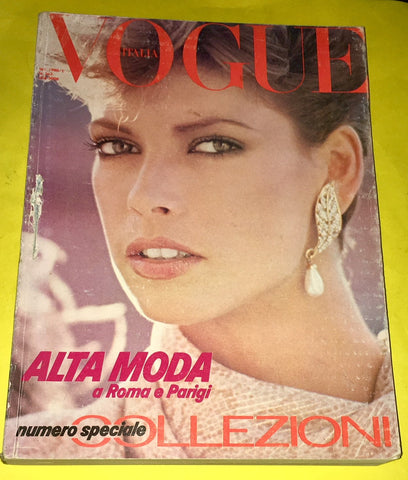 VOGUE
ITALIA
ALTA MODA
a Roma e Parigi
numero speciale
COLLEZIONI